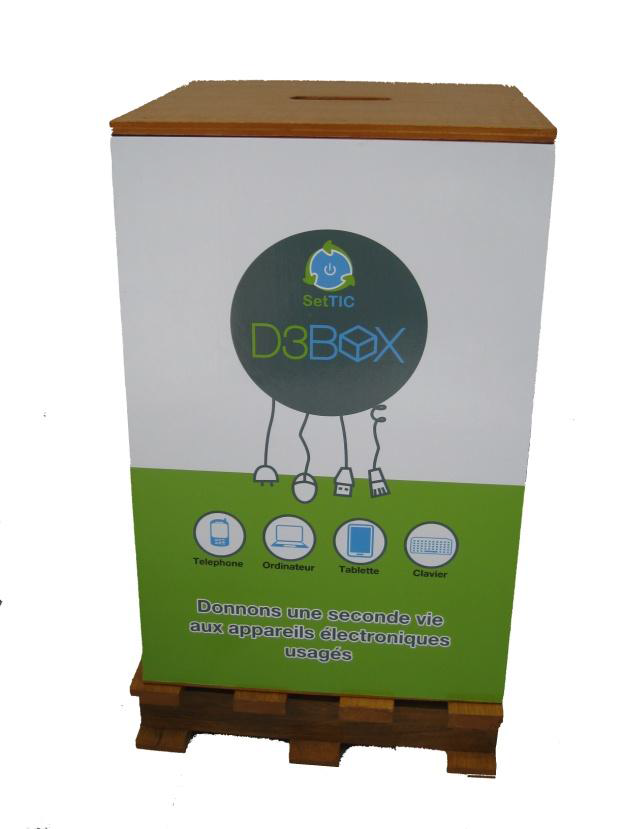 SetTIC
D3BOX
Telephone
Ordinateur
Tablette
Clavier
Donnons une seconde vie
aux appareils électroniques
usagés